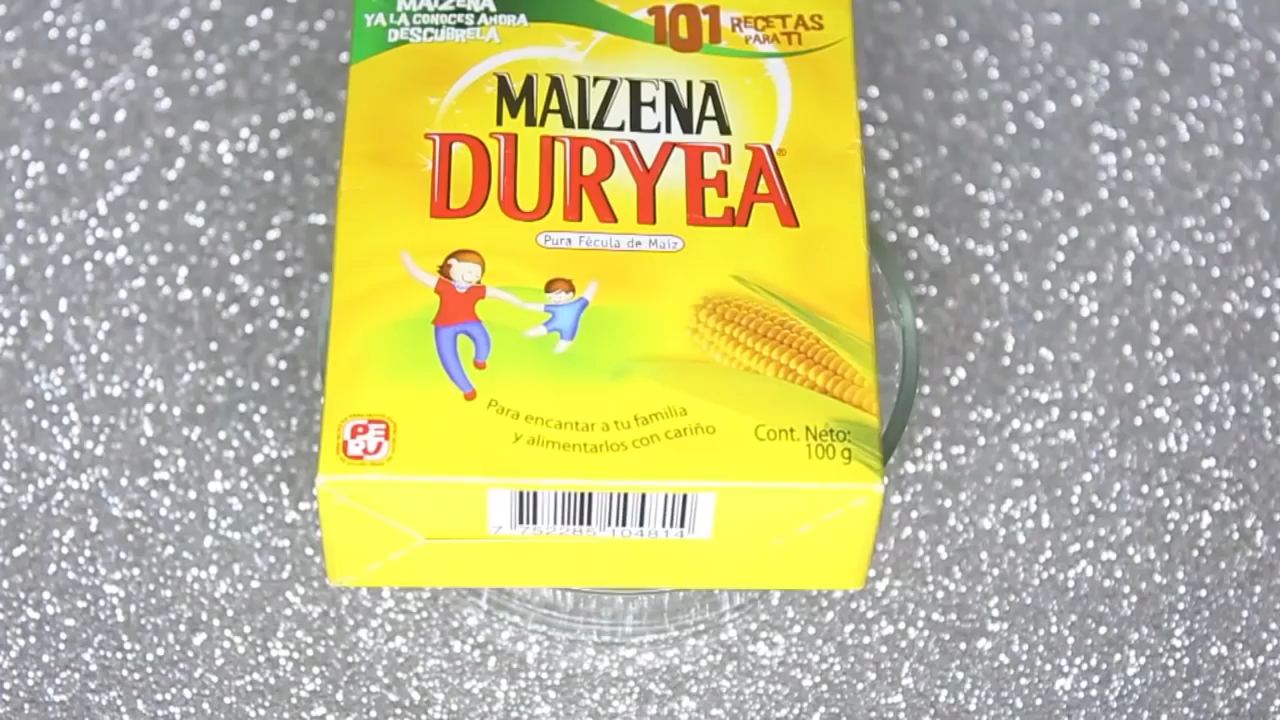 MAIZENA
YA LA CONOCES AHORA
DESCUBRELA
101 RECETAS
PARA TI
MAIZENA
DURYEA®
Pura Fécula de Maíz
Para encantar a tu familia
y alimentarlos con cariño
Cont. Neto:
100 g
PERU
7 752285 104814